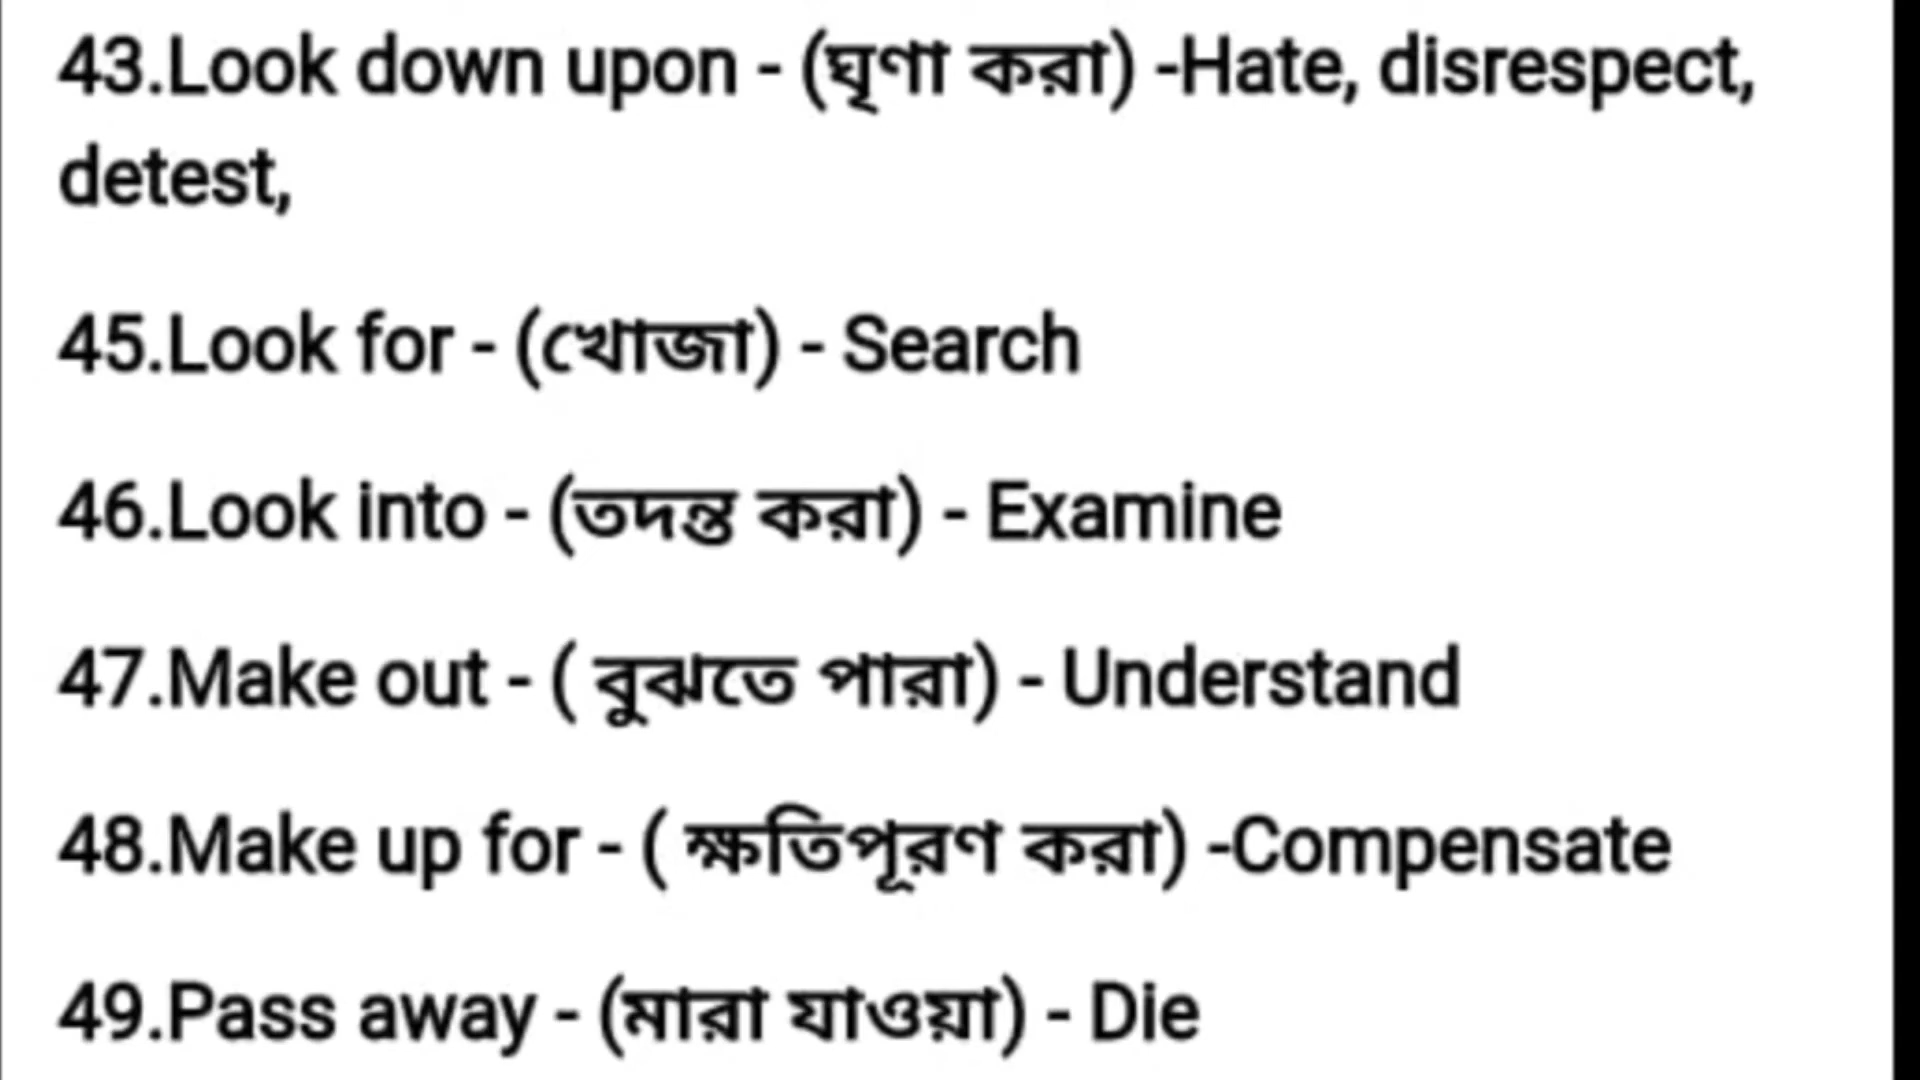 43.Look down upon - (ঘৃণা করা) -Hate, disrespect,
detest,
45.Look for - (খোজা) - Search
46.Look into - (তদন্ত করা) - Examine
47.Make out - ( বুঝতে পারা) - Understand
48.Make up for - ( ক্ষতিপূরণ করা) -Compensate
49.Pass away - (মারা যাওয়া) - Die